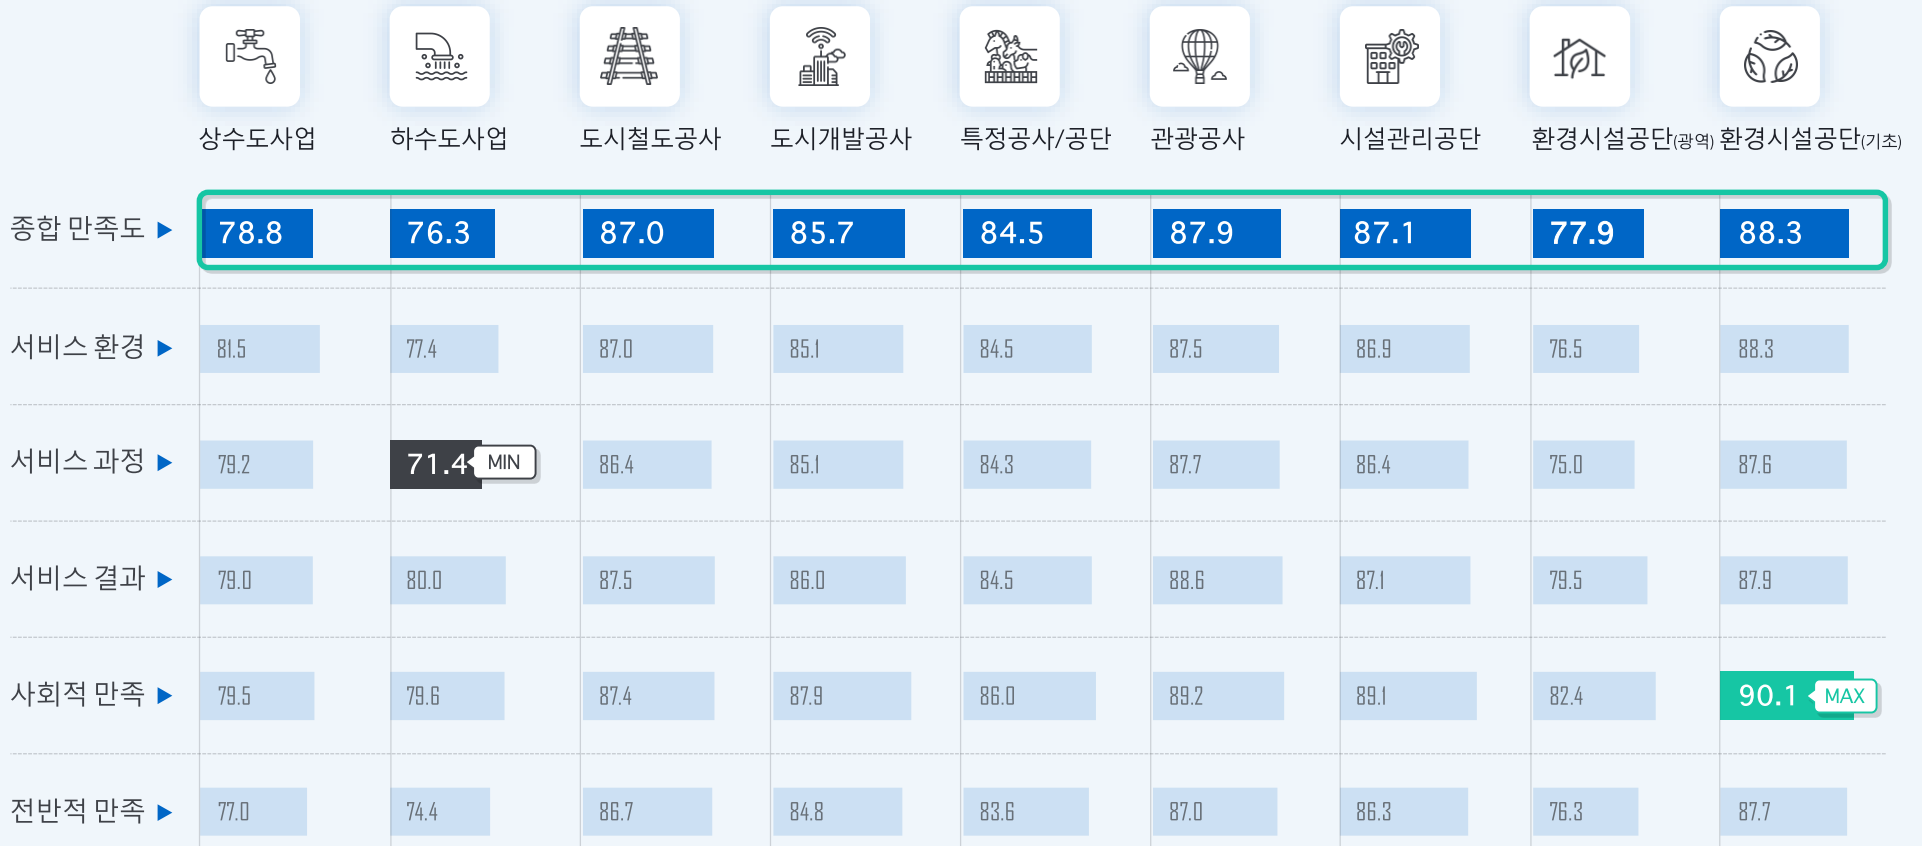 상수도사업 하수도사업 도시철도공사 도시개발공사 특정공사/공단 관광공사 시설관리공단 환경시설공단(광역) 환경시설공단(기초)
종합 만족도 ▶ 78.8 76.3 87.0 85.7 84.5 87.9 87.1 77.9 88.3
서비스 환경 ▶ 81.5 77.4 87.0 85.1 84.5 87.5 86.9 76.5 88.3
서비스 과정 ▶ 79.2 71.4 MIN 86.4 85.1 84.3 87.7 86.4 75.0 87.6
서비스 결과 ▶ 79.0 80.0 87.5 86.0 84.5 88.6 87.1 79.5 87.9
사회적 만족 ▶ 79.5 79.6 87.4 87.9 86.0 89.2 89.1 82.4 90.1 MAX
전반적 만족 ▶ 77.0 74.4 86.7 84.8 83.6 87.0 86.3 76.3 87.7